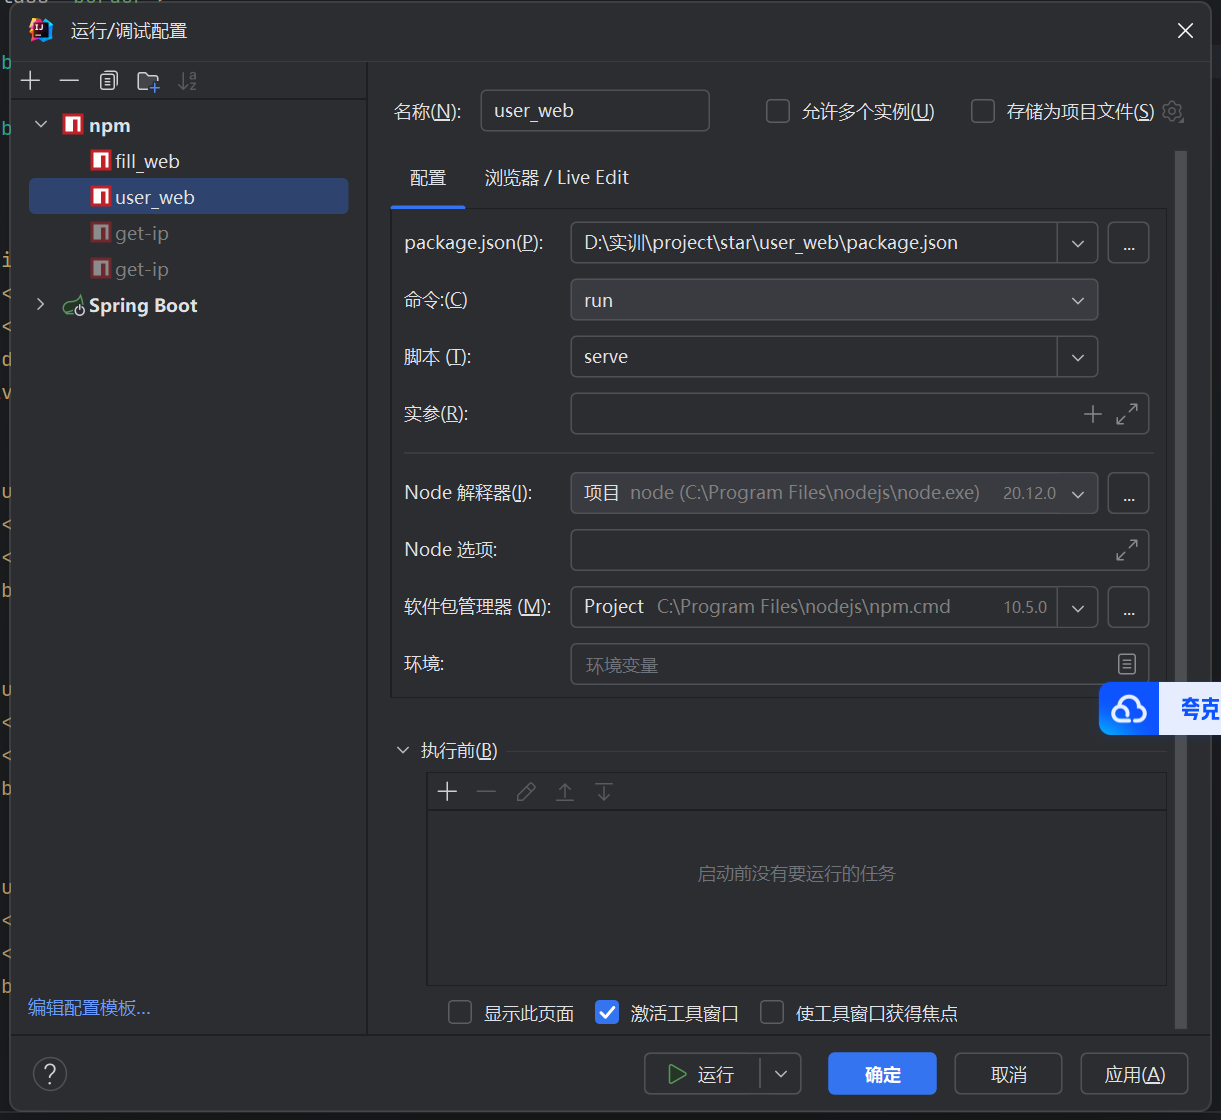 运行/调试配置
npm
fill_web
user_web
get-ip
get-ip
Spring Boot
编辑配置模板...
名称(N): user_web 允许多个实例(U) 存储为项目文件(S)
配置 浏览器 / Live Edit
package.json(P): D:\实训\project\star\user_web\package.json ...
命令:(C) run
脚本 (T): serve
实参(R):
Node 解释器(I): 项目 node (C:\Program Files\nodejs\node.exe) 20.12.0 ...
Node 选项:
软件包管理器 (M): Project C:\Program Files\nodejs\npm.cmd 10.5.0 ...
环境: 环境变量
夸克
执行前(B)
启动前没有要运行的任务
显示此页面 激活工具窗口 使工具窗口获得焦点
? 运行 确定 取消 应用(A)